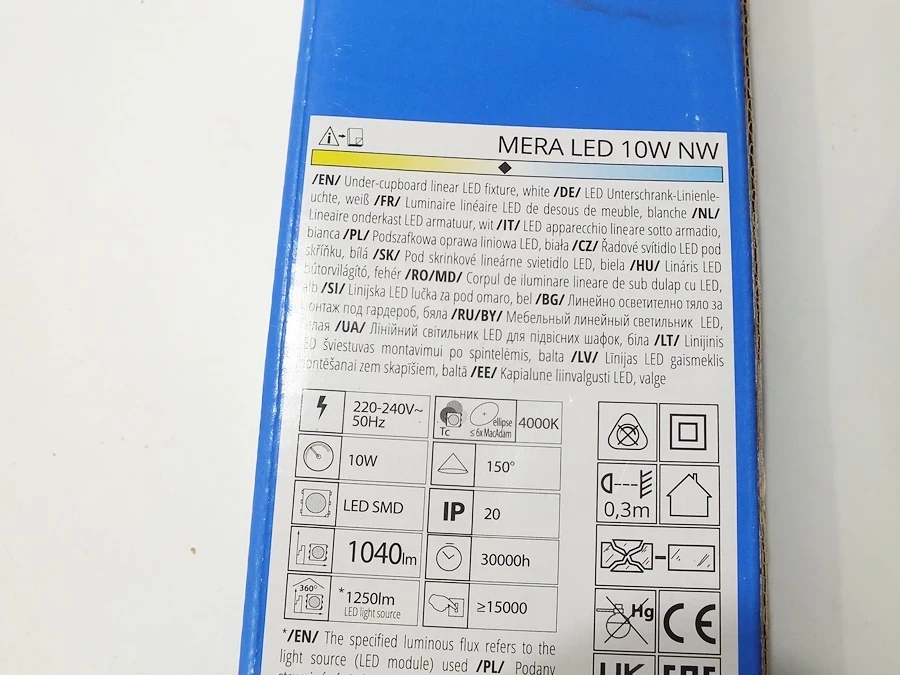 MERA LED 10W NW
/EN/ Under-cupboard linear LED fixture, white /DE/ LED Unterschrank-Linienle-
uchte, weiß /FR/ Luminaire linéaire LED de desous de meuble, blanche /NL/
Lineaire onderkast LED armatuur, wit /IT/ LED apparecchio lineare sotto armadio,
bianca /PL/ Podszafkowa oprawa liniowa LED, biała /CZ/ Řadové svítidlo LED pod
skříňku, bílá /SK/ Pod skrinkové lineárne svietidlo LED, biela /HU/ Lináris LED
bútorvilágító, fehér /RO/MD/ Corpul de iluminare lineare de sub dulap cu LED,
alb /SI/ Linijska LED lučka za pod omaro, bel /BG/ Линейно осветително тяло за
монтаж под гардероб, бяла /RU/BY/ Мебельный линейный светильник LED,
белая /UA/ Лінійний світильник LED для підвісних шафок, біла /LT/ Linijinis
LED šviestuvas montavimui po spintelėmis, balta /LV/ Linijas LED gaismeklis
montēšanai zem skapīšiem, baltā /EE/ Kapialune liinvalgusti LED, valge
220-240V~
50Hz
Tc
ellipse
≤ 6x MacAdam
4000K
10W
150°
0,3m
LED SMD
IP
20
1040lm
30000h
360°
*1250lm
LED light source
≥15000
Hg
CE
*/EN/ The specified luminous flux refers to the
light source (LED module) used /PL/ Podany
UK
EAC